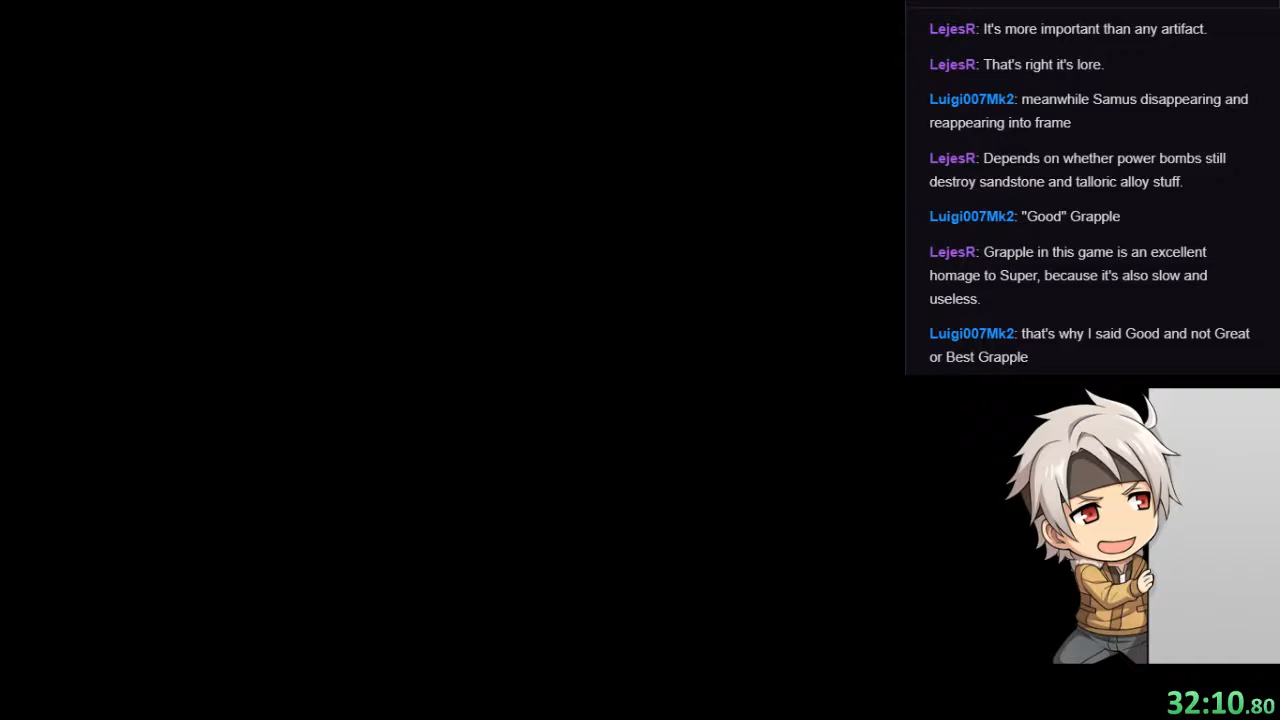 LejesR: It's more important than any artifact.
LejesR: That's right it's lore.
Luigi007Mk2: meanwhile Samus disappearing and
reappearing into frame
LejesR: Depends on whether power bombs still
destroy sandstone and talloric alloy stuff.
Luigi007Mk2: "Good" Grapple
LejesR: Grapple in this game is an excellent
homage to Super, because it's also slow and
useless.
Luigi007Mk2: that's why I said Good and not Great
or Best Grapple
32:10.80